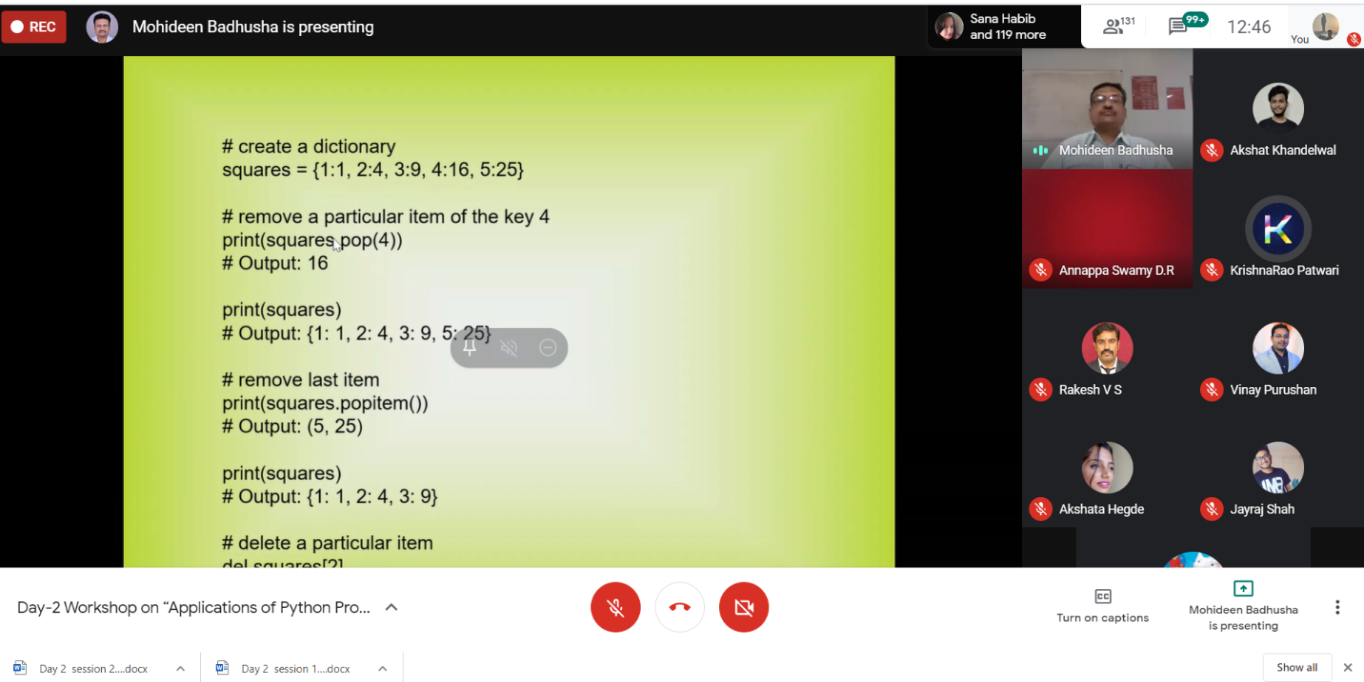 REC
Mohideen Badhusha is presenting
Sana Habib
and 119 more
131
99+
12:46
You
# create a dictionary
squares = {1:1, 2:4, 3:9, 4:16, 5:25}
# remove a particular item of the key 4
print(squares.pop(4))
# Output: 16
print(squares)
# Output: {1: 1, 2: 4, 3: 9, 5: 25}
# remove last item
print(squares.popitem())
# Output: (5, 25)
print(squares)
# Output: {1: 1, 2: 4, 3: 9}
# delete a particular item
del squares[2]
Mohideen Badhusha
Akshat Khandelwal
Annappa Swamy D.R
K
KrishnaRao Patwari
Rakesh V S
Vinay Purushan
Akshata Hegde
Jayraj Shah
Day-2 Workshop on “Applications of Python Pro...
CC
Turn on captions
Mohideen Badhusha
is presenting
Day 2 session 2....docx
Day 2 session 1....docx
Show all